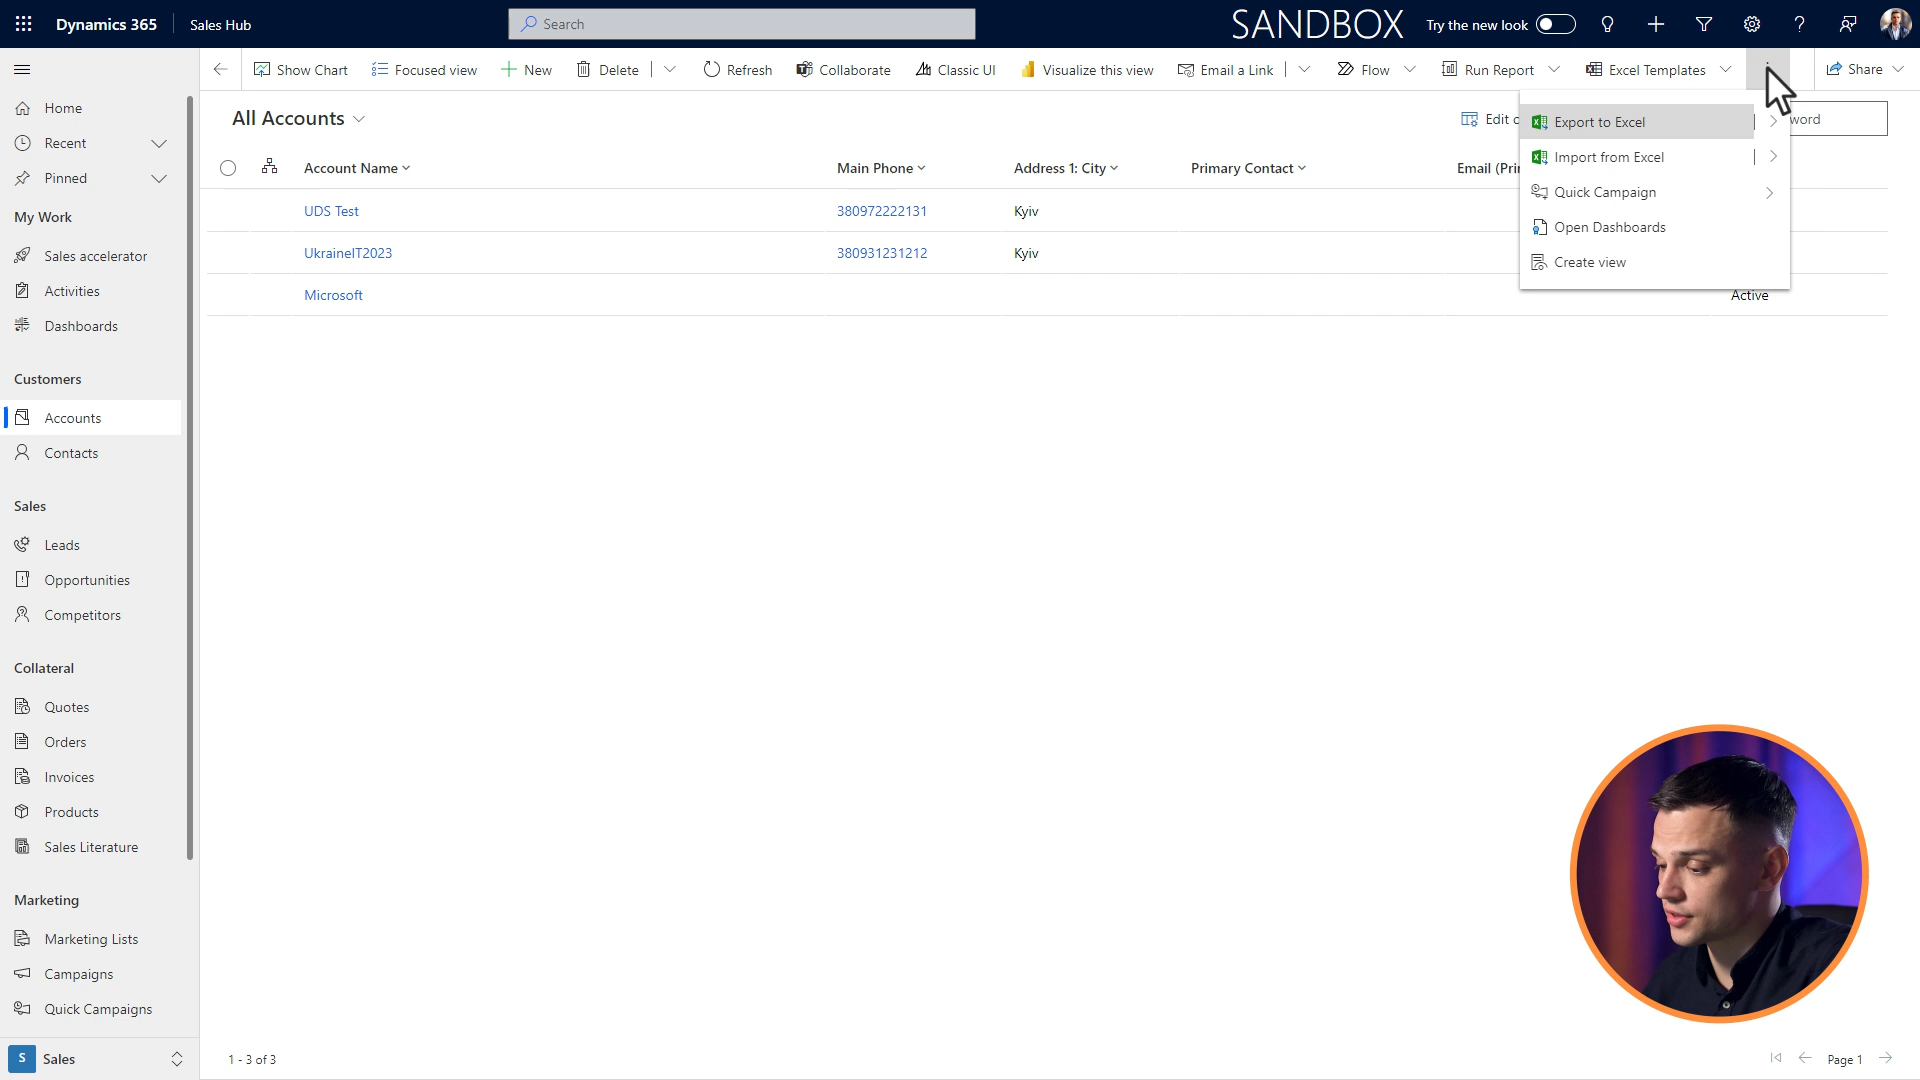 Dynamics 365
Sales Hub
Search
SANDBOX
Try the new look
Show Chart
Focused view
New
Delete
Refresh
Collaborate
Classic UI
Visualize this view
Email a Link
Flow
Run Report
Excel Templates
Share
Home
Recent
Pinned
My Work
Sales accelerator
Activities
Dashboards
Customers
Accounts
Contacts
Sales
Leads
Opportunities
Competitors
Collateral
Quotes
Orders
Invoices
Products
Sales Literature
Marketing
Marketing Lists
Campaigns
Quick Campaigns
S Sales
All Accounts
Edit c
word
Export to Excel
Import from Excel
Quick Campaign
Open Dashboards
Create view
Account Name
Main Phone
Address 1: City
Primary Contact
Email (Pri
UDS Test 380972222131 Kyiv
UkraineIT2023 380931231212 Kyiv
Microsoft Active
1 - 3 of 3
Page 1